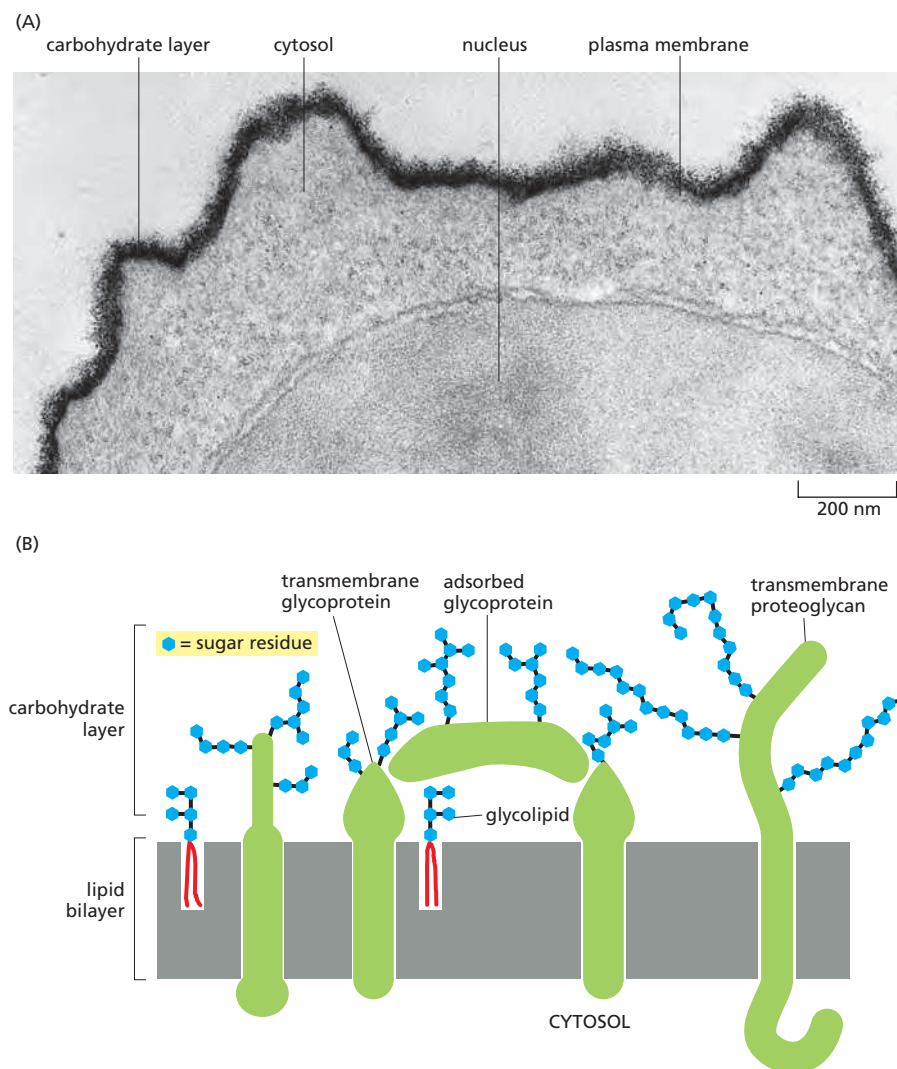 (A)
carbohydrate layer cytosol nucleus plasma membrane
200 nm
(B)
transmembrane
glycoprotein
adsorbed
glycoprotein
transmembrane
proteoglycan
= sugar residue
carbohydrate
layer
glycolipid
lipid
bilayer
CYTOSOL